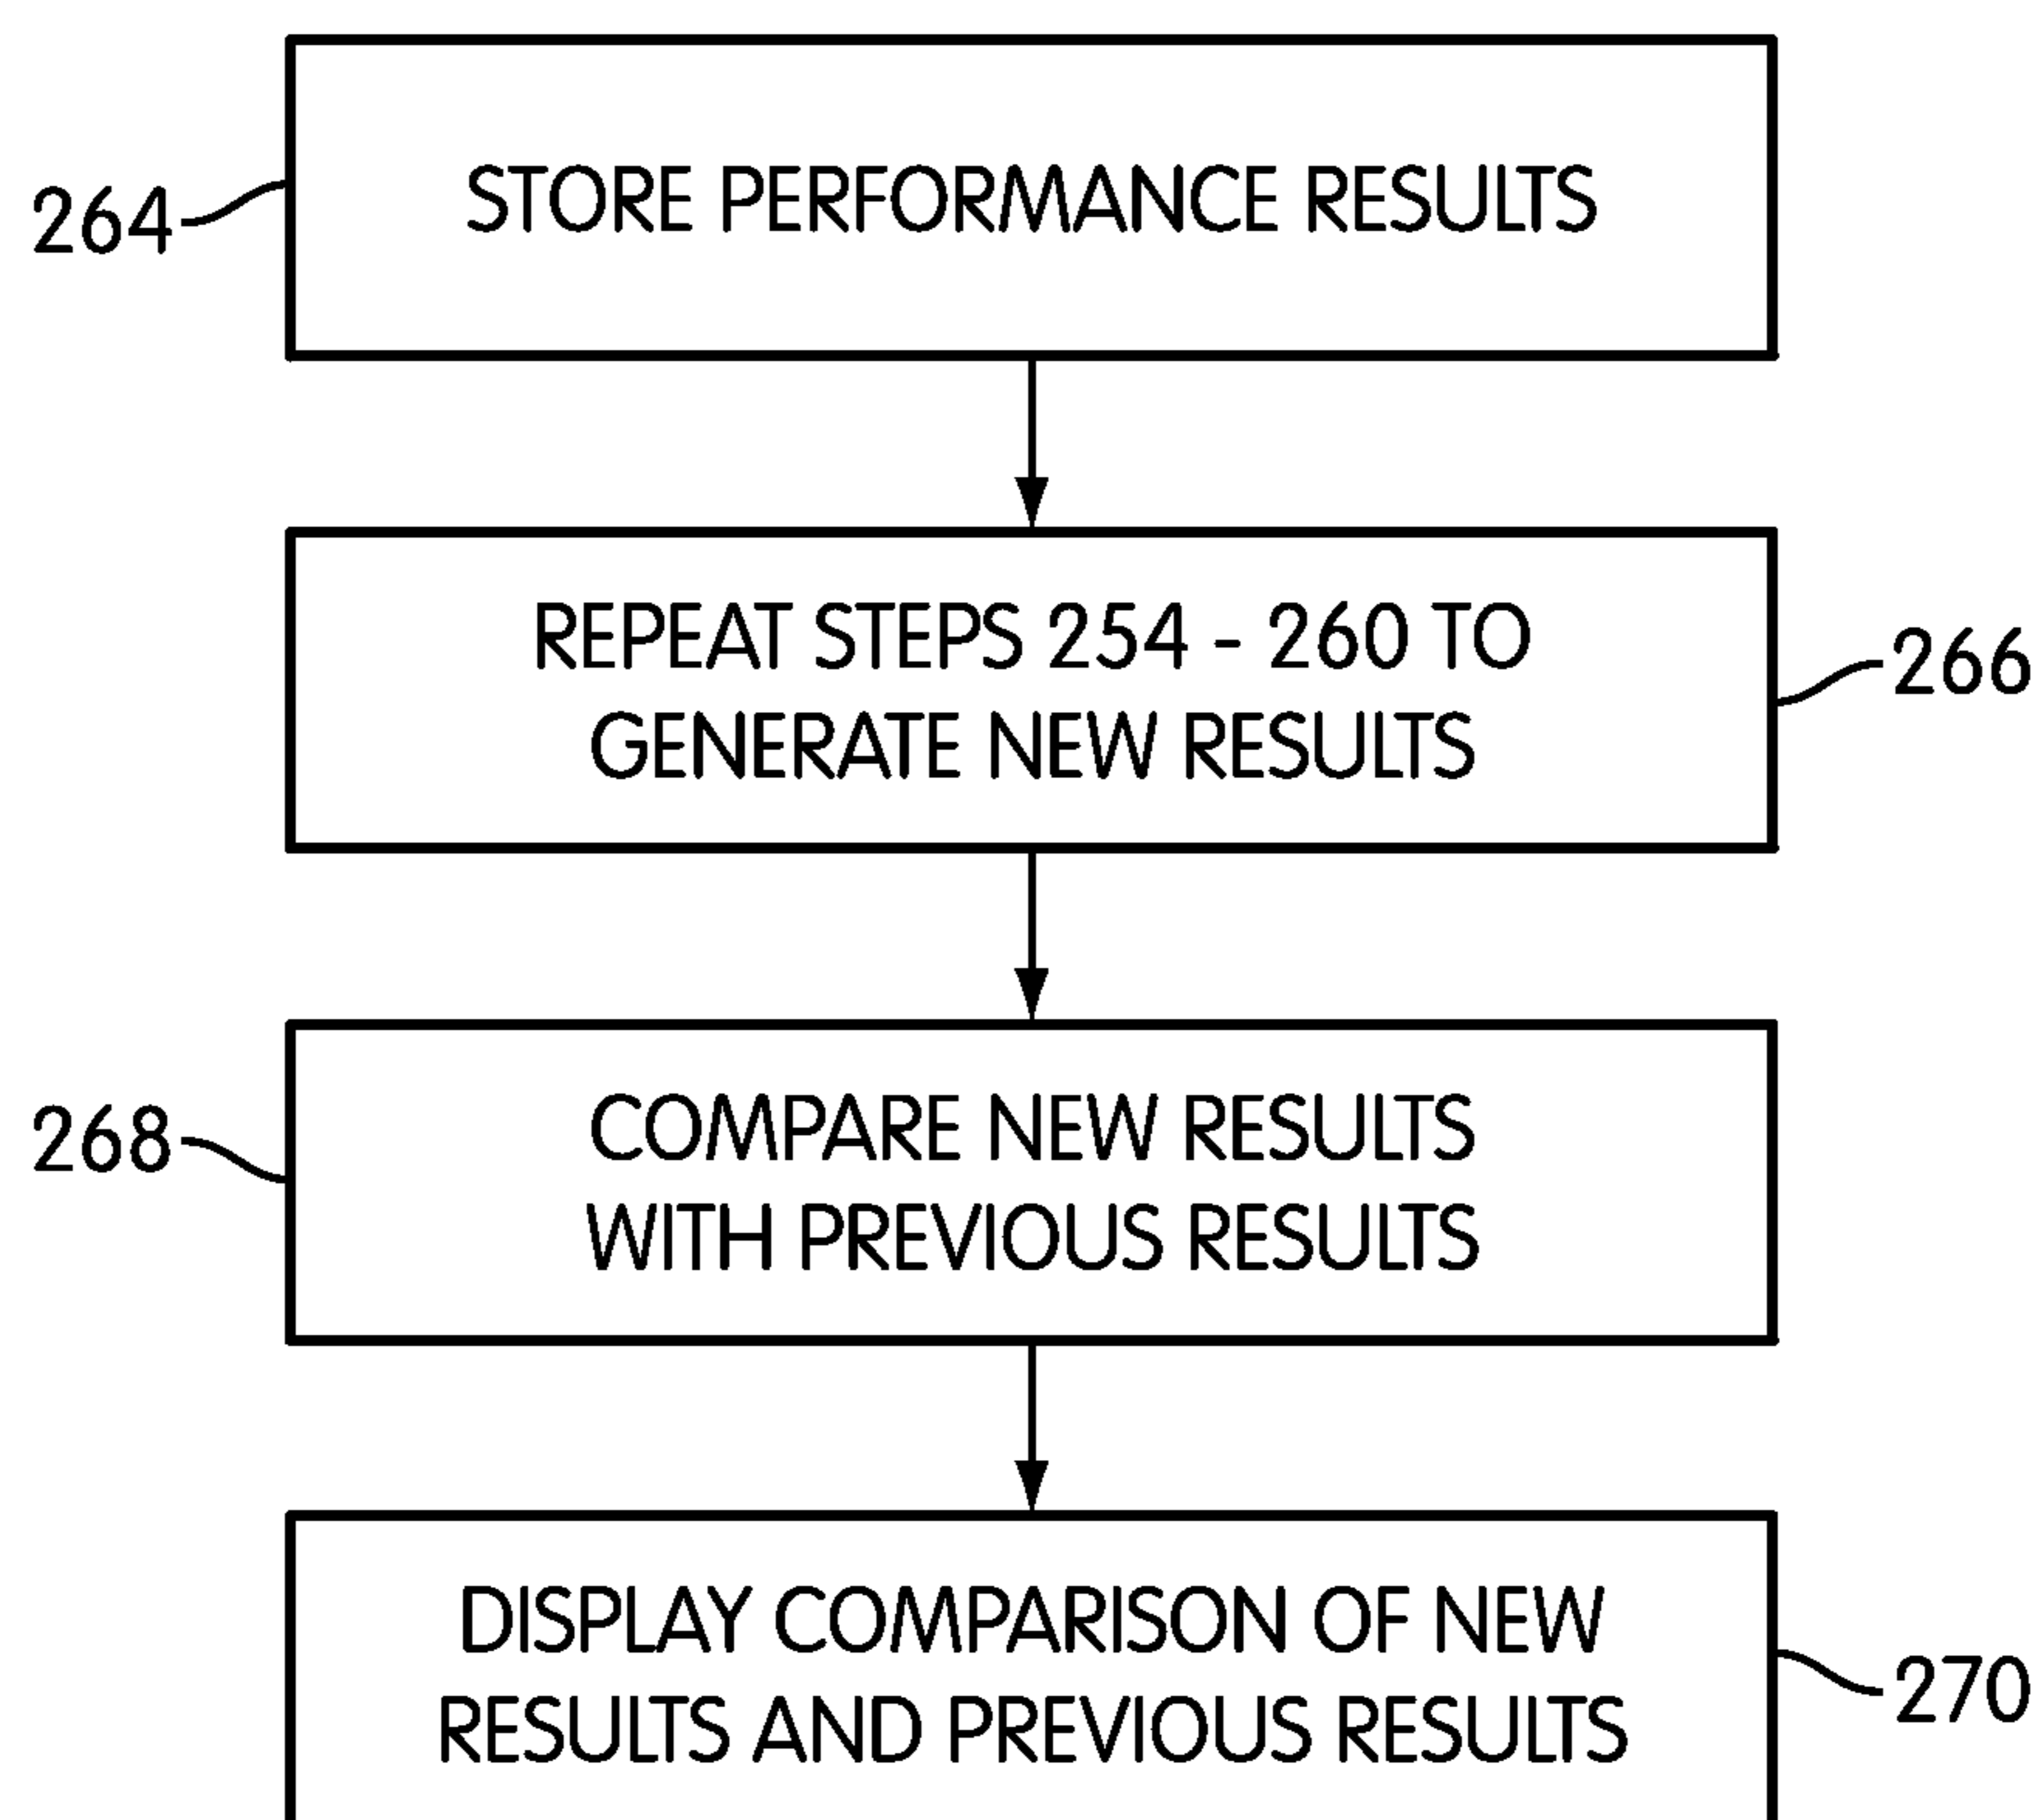 264
STORE PERFORMANCE RESULTS
REPEAT STEPS 254 - 260 TO
GENERATE NEW RESULTS
266
268
COMPARE NEW RESULTS
WITH PREVIOUS RESULTS
DISPLAY COMPARISON OF NEW
RESULTS AND PREVIOUS RESULTS
270